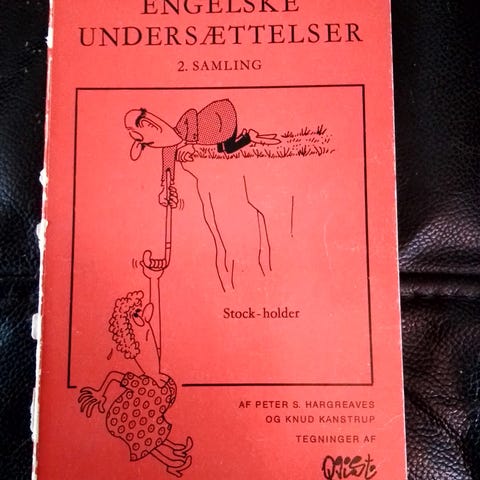 ENGELSKE
UNDERSÆTTELSER
2. SAMLING
Stock-holder
AF PETER S. HARGREAVES
OG KNUD KANSTRUP
TEGNINGER AF